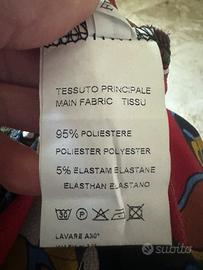 TESSUTO PRINCIPALE
MAIN FABRIC TISSU
95% POLIESTERE
POLIESTER POLYESTER
5% ELASTAM ELASTANE
ELASTHAN ELASTANO
30
LAVARE A30°
subito